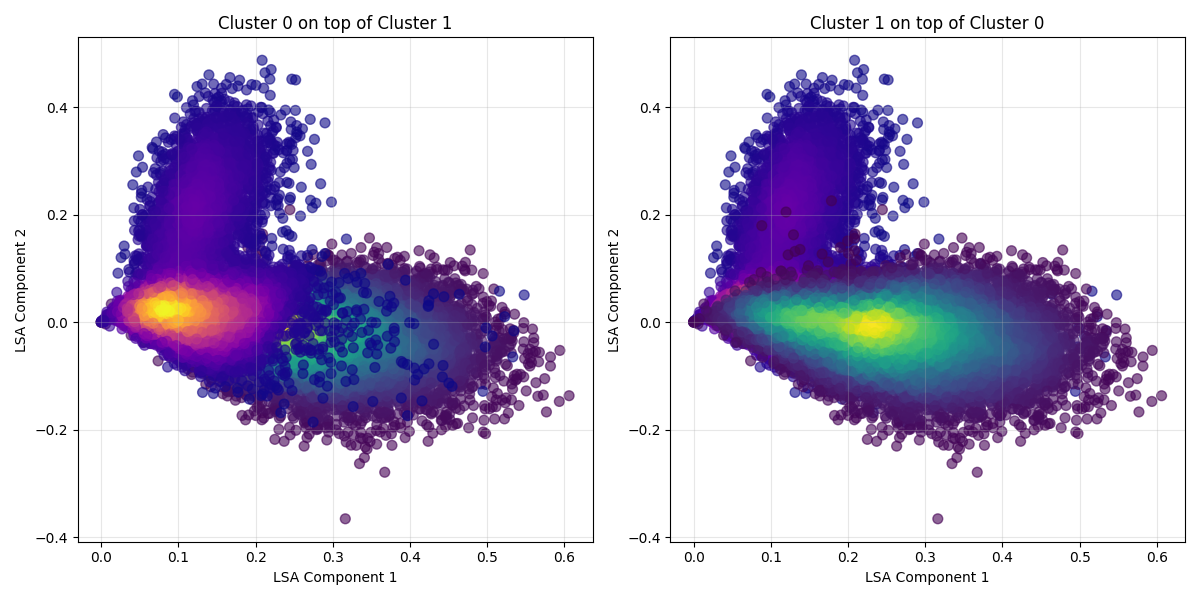 Cluster 0 on top of Cluster 1
LSA Component 2
0.4
0.2
0.0
−0.2
−0.4
0.0 0.1 0.2 0.3 0.4 0.5 0.6
LSA Component 1
Cluster 1 on top of Cluster 0
LSA Component 2
0.4
0.2
0.0
−0.2
−0.4
0.0 0.1 0.2 0.3 0.4 0.5 0.6
LSA Component 1